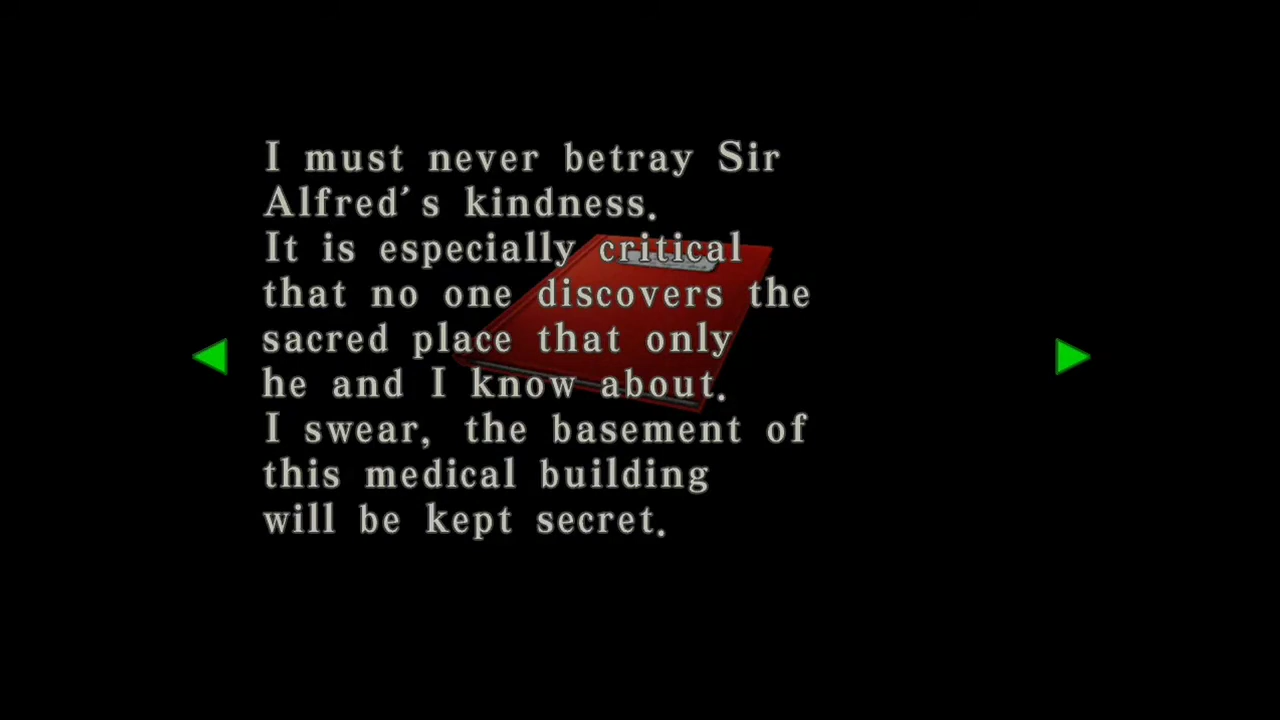 I must never betray Sir
Alfred's kindness.
It is especially critical
that no one discovers the
sacred place that only
he and I know about.
I swear, the basement of
this medical building
will be kept secret.